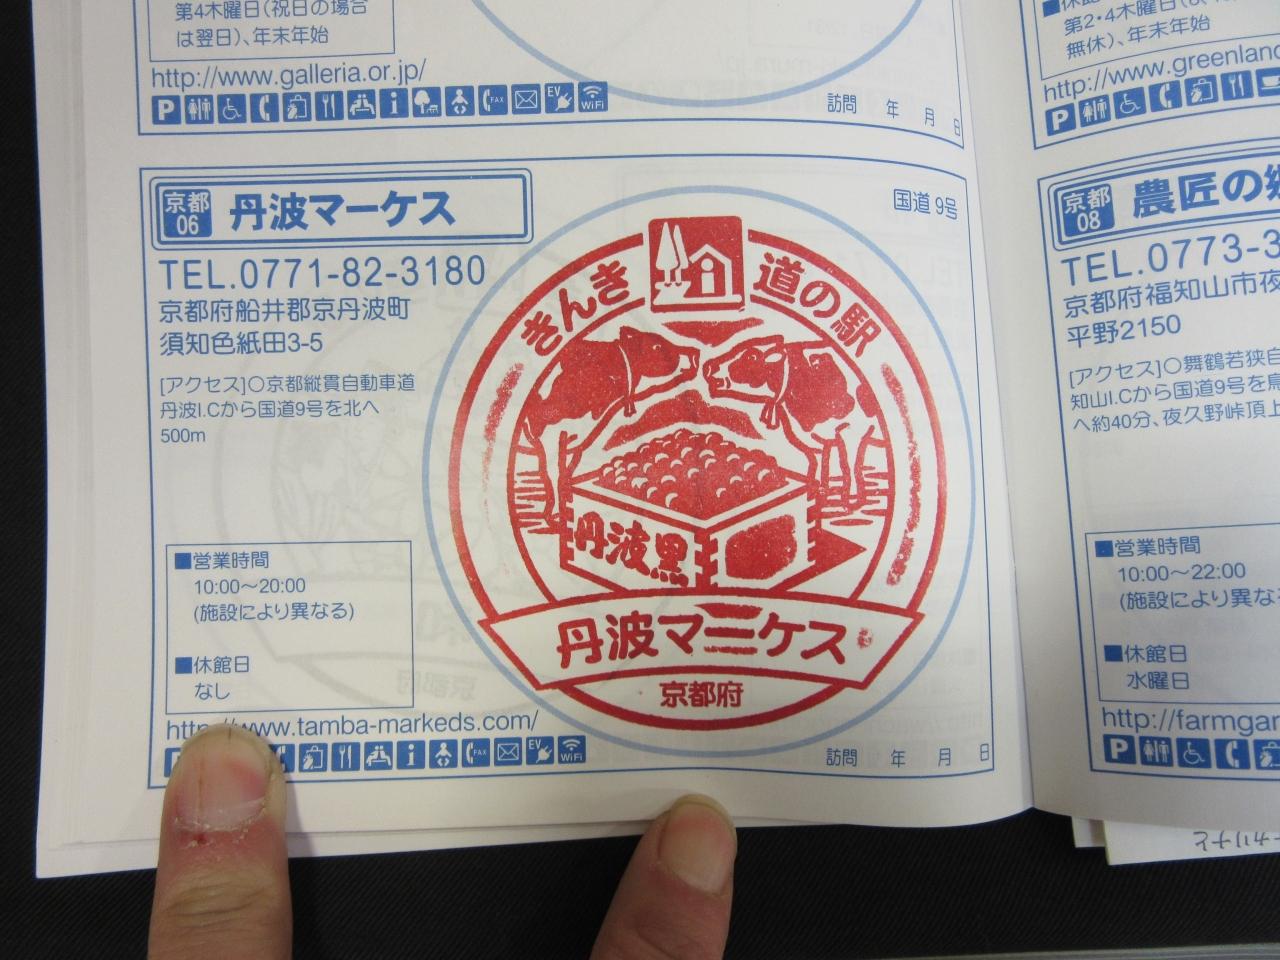 第4木曜日(祝日の場合
は翌日)、年末年始
http://www.galleria.or.jp/
P FAX EV WiFi
訪問 年 月 日
京都
06
丹波マーケス
国道9号
TEL.0771-82-3180
京都府船井郡京丹波町
須知色紙田3-5
[アクセス]○京都縦貫自動車道
丹波I.Cから国道9号を北へ
500m
■営業時間
10:00〜20:00
(施設により異なる)
■休館日
なし
http://www.tamba-markeds.com/
FAX EV WiFi
訪問 年 月 日
きんき 道の駅
丹波黒
丹波マーケス
京都府
第2・4木曜日
無休)、年末年始
http://www.greenland
P
京都
08
農匠の郷
TEL.0773-3
京都府福知山市夜
平野2150
[アクセス]○舞鶴若狭自
知山I.Cから国道9号を鳥
へ約40分、夜久野峠頂上
■営業時間
10:00〜22:00
(施設により異な
■休館日
水曜日
http://farmgar
P